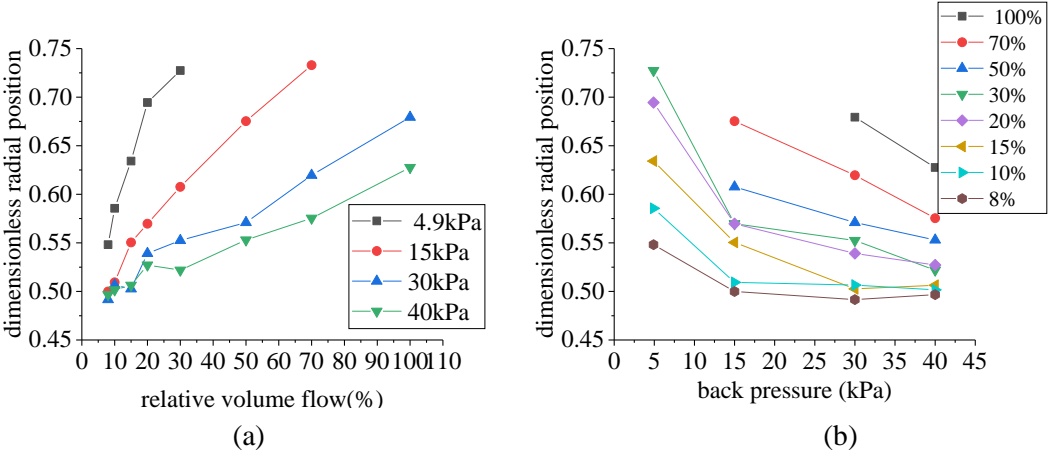 dimensionless radial position
0.75
0.70
0.65
0.60
0.55
0.50
0.45
0 10 20 30 40 50 60 70 80 90 100 110
relative volume flow(%)
4.9kPa
15kPa
30kPa
40kPa
(a)
dimensionless radial position
0.75
0.70
0.65
0.60
0.55
0.50
0.45
0 5 10 15 20 25 30 35 40 45
back pressure (kPa)
100%
70%
50%
30%
20%
15%
10%
8%
(b)